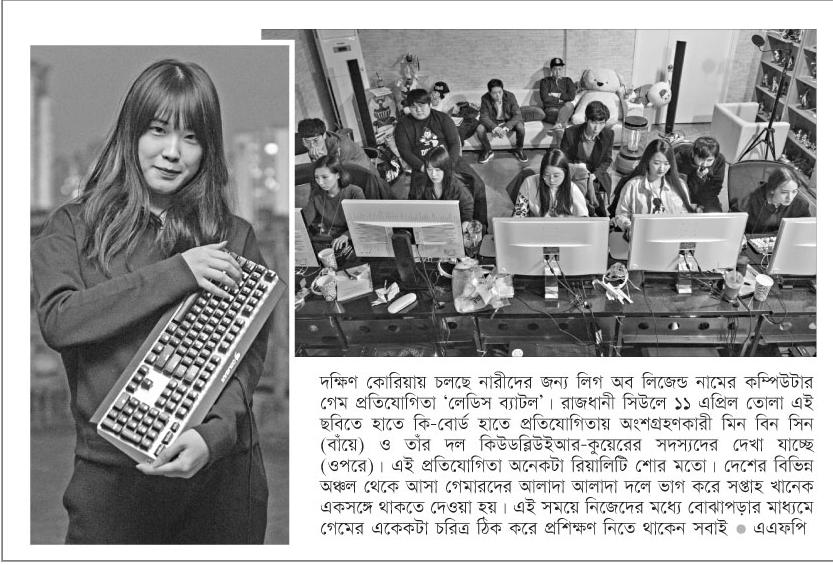 দক্ষিণ কোরিয়ায় চলছে নারীদের জন্য লিগ অব লিজেন্ড নামের কম্পিউটার
গেম প্রতিযোগিতা ‘লেডিস ব্যাটল’। রাজধানী সিউলে ১১ এপ্রিল তোলা এই
ছবিতে হাতে কি-বোর্ড হাতে প্রতিযোগিতায় অংশগ্রহণকারী মিন বিন সিন
(বাঁয়ে) ও তাঁর দল কিউডব্লিউইআর-কুয়েরের সদস্যদের দেখা যাচ্ছে
(ওপরে)। এই প্রতিযোগিতা অনেকটা রিয়ালিটি শোর মতো। দেশের বিভিন্ন
অঞ্চল থেকে আসা গেমারদের আলাদা আলাদা দলে ভাগ করে সপ্তাহ খানেক
একসঙ্গে থাকতে দেওয়া হয়। এই সময়ে নিজেদের মধ্যে বোঝাপড়ার মাধ্যমে
গেমের একেকটা চরিত্র ঠিক করে প্রশিক্ষণ নিতে থাকেন সবাই ● এএফপি